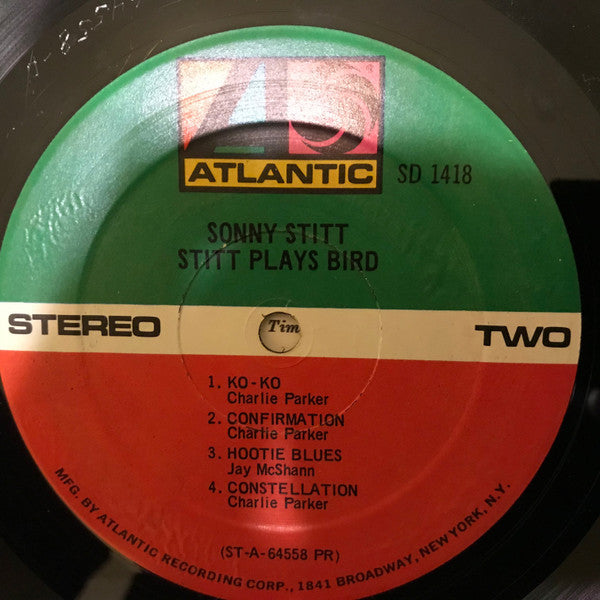 ATLANTIC
SD 1418
SONNY STITT
STITT PLAYS BIRD
STEREO
Tim
TWO
1. KO-KO
Charlie Parker
2. CONFIRMATION
Charlie Parker
3. HOOTIE BLUES
Jay McShann
4. CONSTELLATION
Charlie Parker
(ST-A-64558 PR)
MFG. BY ATLANTIC RECORDING CORP., 1841 BROADWAY, NEW YORK, N.Y.